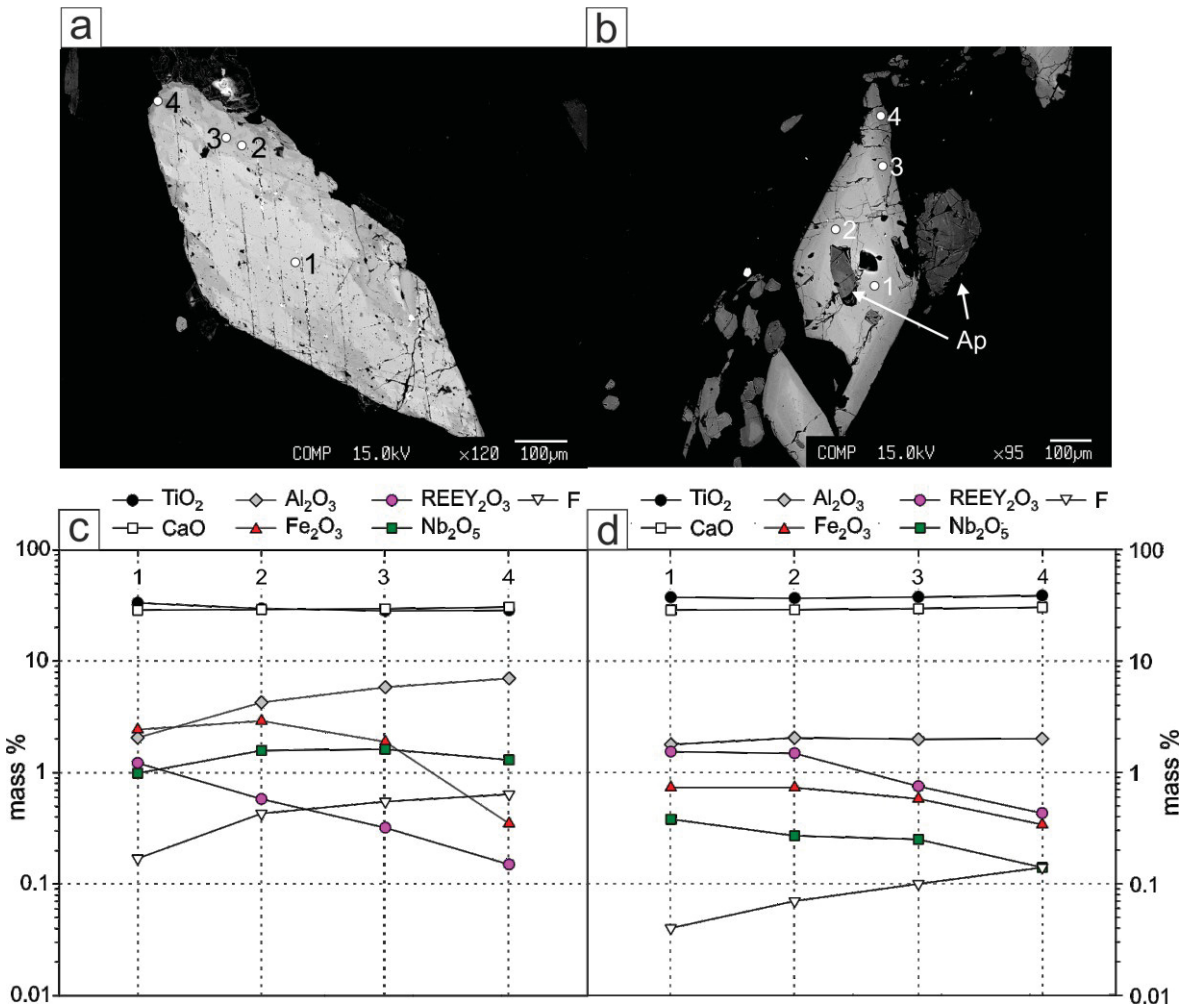 a
b
4
3 2
1
4
3
2
1
Ap
COMP 15.0kV ×120 100µm
COMP 15.0kV ×95 100µm
TiO₂ Al₂O₃ REEY₂O₃ F
CaO Fe₂O₃ Nb₂O₅
TiO₂ Al₂O₃ REEY₂O₃ F
CaO Fe₂O₃ Nb₂O₅
c
d
100
10
1
0.1
0.01
mass %
1 2 3 4
1 2 3 4
100
10
1
0.1
0.01
mass %